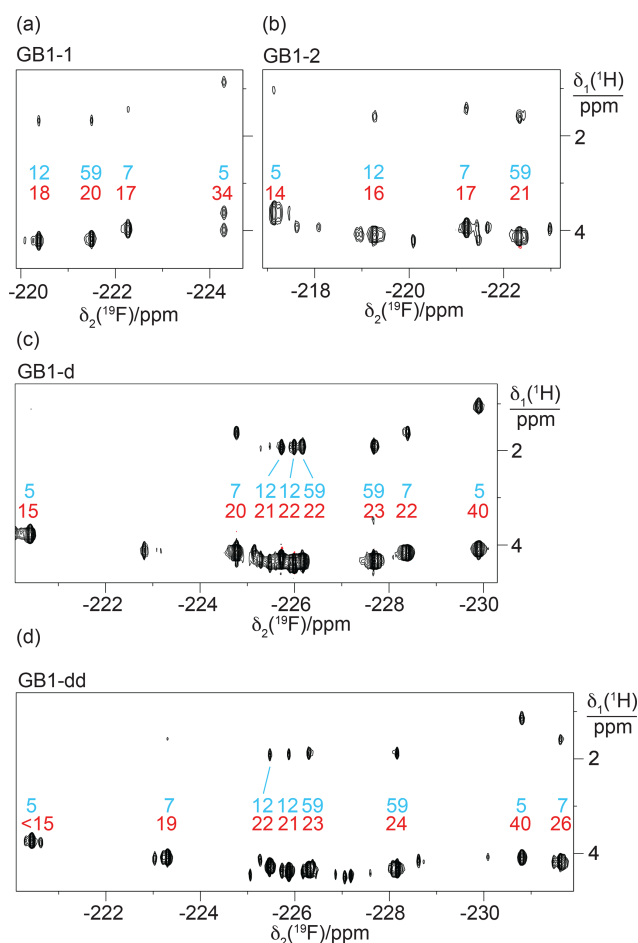 (a)
GB1-1
12 59 7 5
18 20 17 34
-220 -222 -224
δ₂(¹⁹F)/ppm
(b)
GB1-2
δ₁(¹H)
ppm
2
5 12 7 59
14 16 17 21
4
-218 -220 -222
δ₂(¹⁹F)/ppm
(c)
GB1-d
δ₁(¹H)
ppm
2
5 7 12 12 59 59 7 5
15 20 21 22 22 23 22 40
4
-222 -224 -226 -228 -230
δ₂(¹⁹F)/ppm
(d)
GB1-dd
δ₁(¹H)
ppm
2
5 7 12 12 59 59 5 7
<15 19 22 21 23 24 40 26
4
-222 -224 -226 -228 -230
δ₂(¹⁹F)/ppm